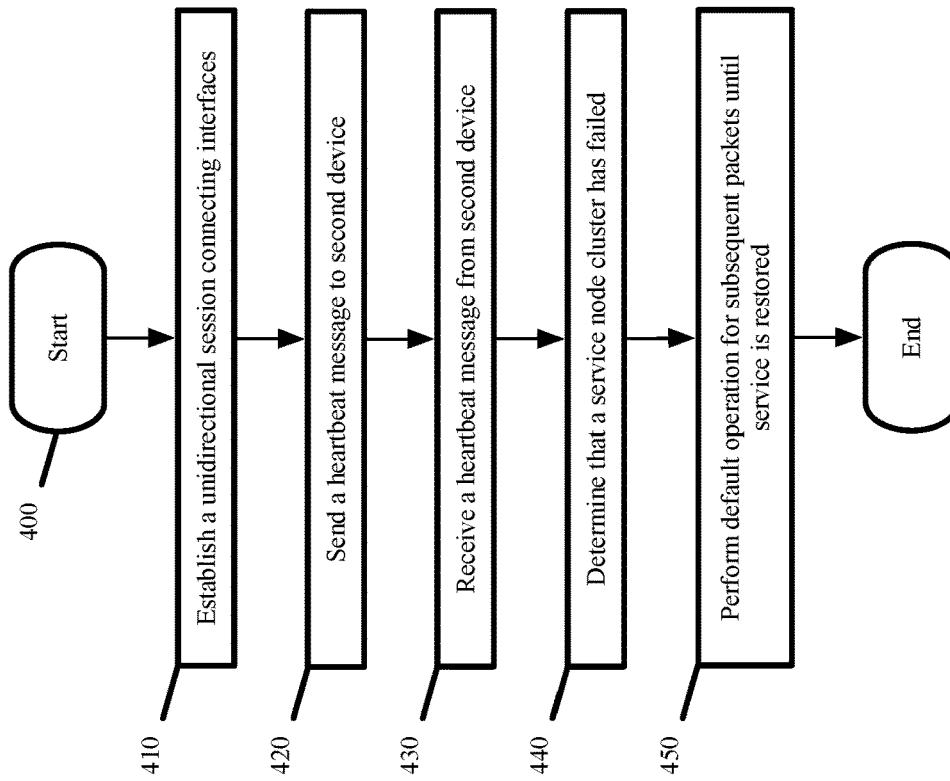 400
Start
410
Establish a unidirectional session connecting interfaces
420
Send a heartbeat message to second device
430
Receive a heartbeat message from second device
440
Determine that a service node cluster has failed
450
Perform default operation for subsequent packets until
service is restored
End